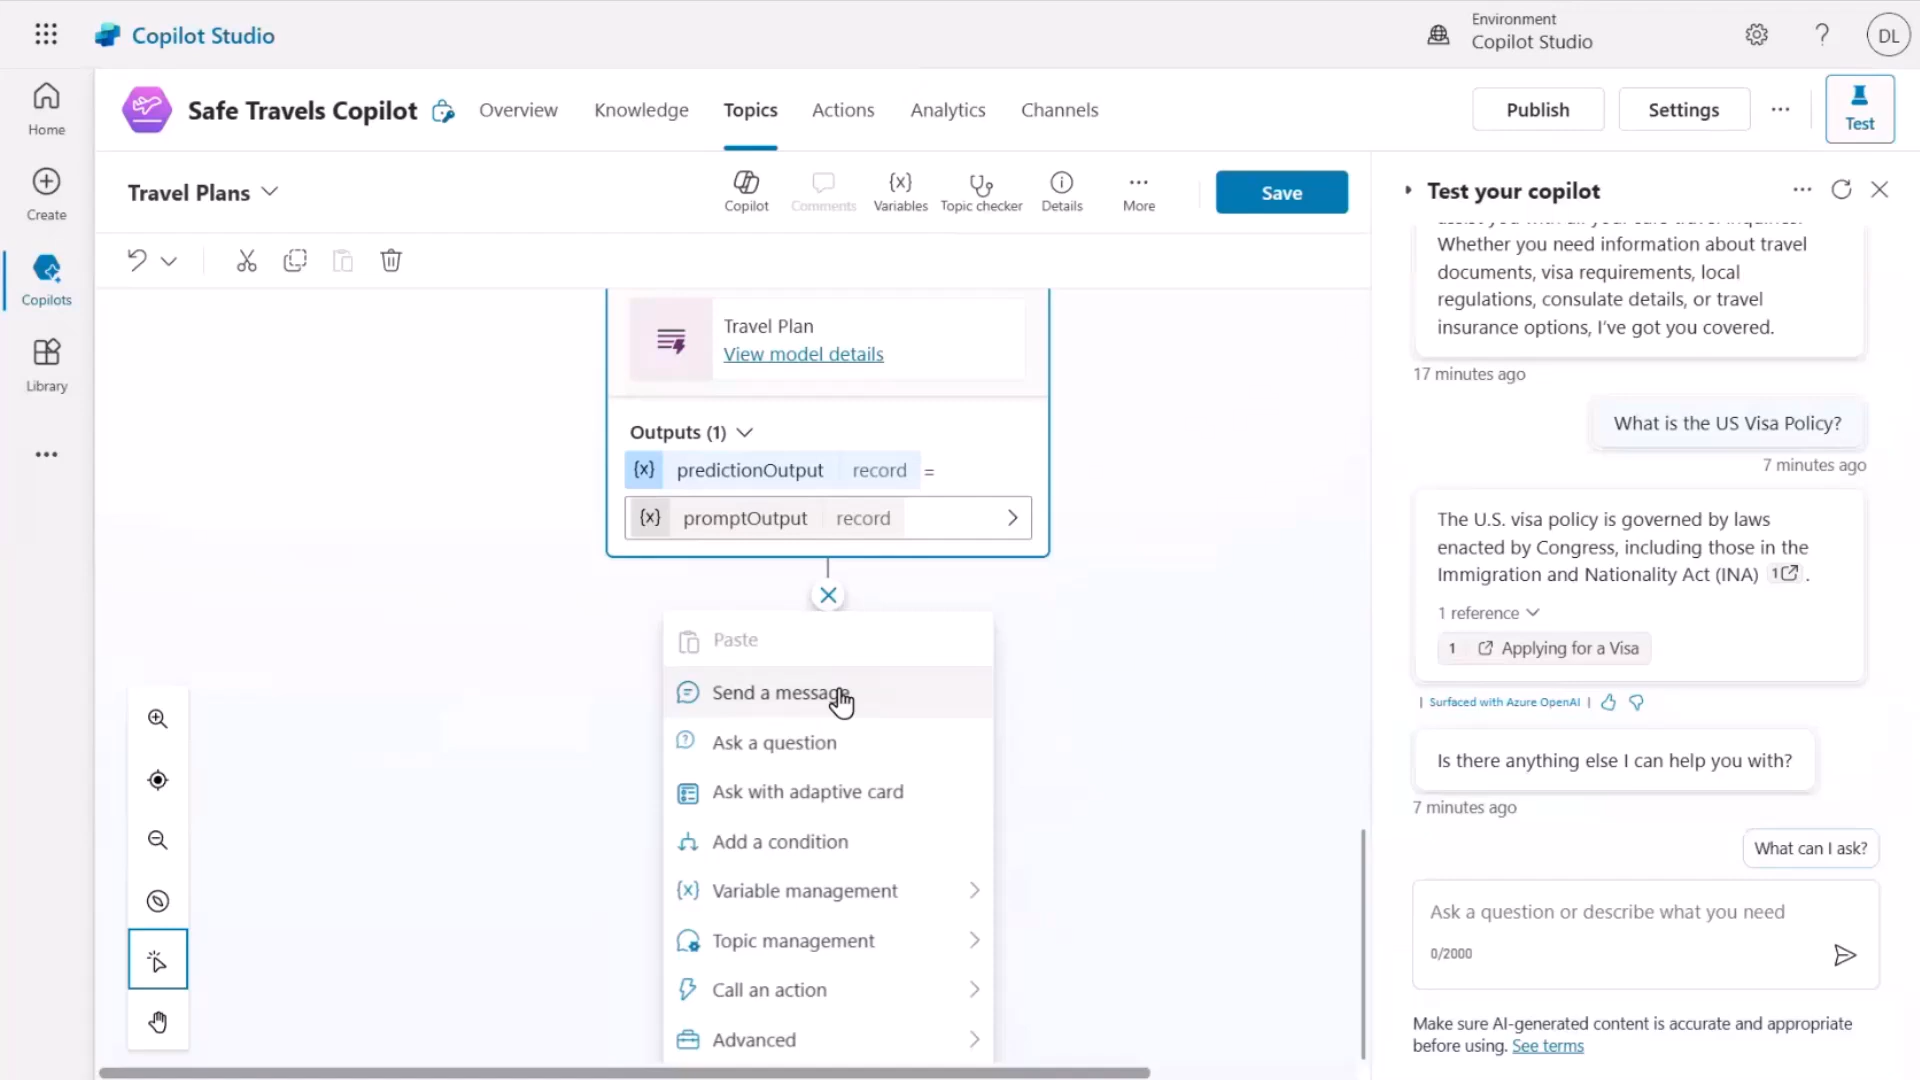 Copilot Studio
Environment
Copilot Studio
DL
Home
Create
Copilots
Library
Safe Travels Copilot
Overview
Knowledge
Topics
Actions
Analytics
Channels
Publish
Settings
Test
Travel Plans
Copilot
Comments
Variables
Topic checker
Details
More
Save
Travel Plan
View model details
Outputs (1)
{x} predictionOutput record =
{x} promptOutput record
Paste
Send a message
Ask a question
Ask with adaptive card
Add a condition
{x} Variable management
Topic management
Call an action
Advanced
Test your copilot
assist you with all your safe travel inquiries.
Whether you need information about travel
documents, visa requirements, local
regulations, consulate details, or travel
insurance options, I've got you covered.
17 minutes ago
What is the US Visa Policy?
7 minutes ago
The U.S. visa policy is governed by laws
enacted by Congress, including those in the
Immigration and Nationality Act (INA) 1 .
1 reference
1 Applying for a Visa
| Surfaced with Azure OpenAI |
Is there anything else I can help you with?
7 minutes ago
What can I ask?
Ask a question or describe what you need
0/2000
Make sure AI-generated content is accurate and appropriate
before using. See terms